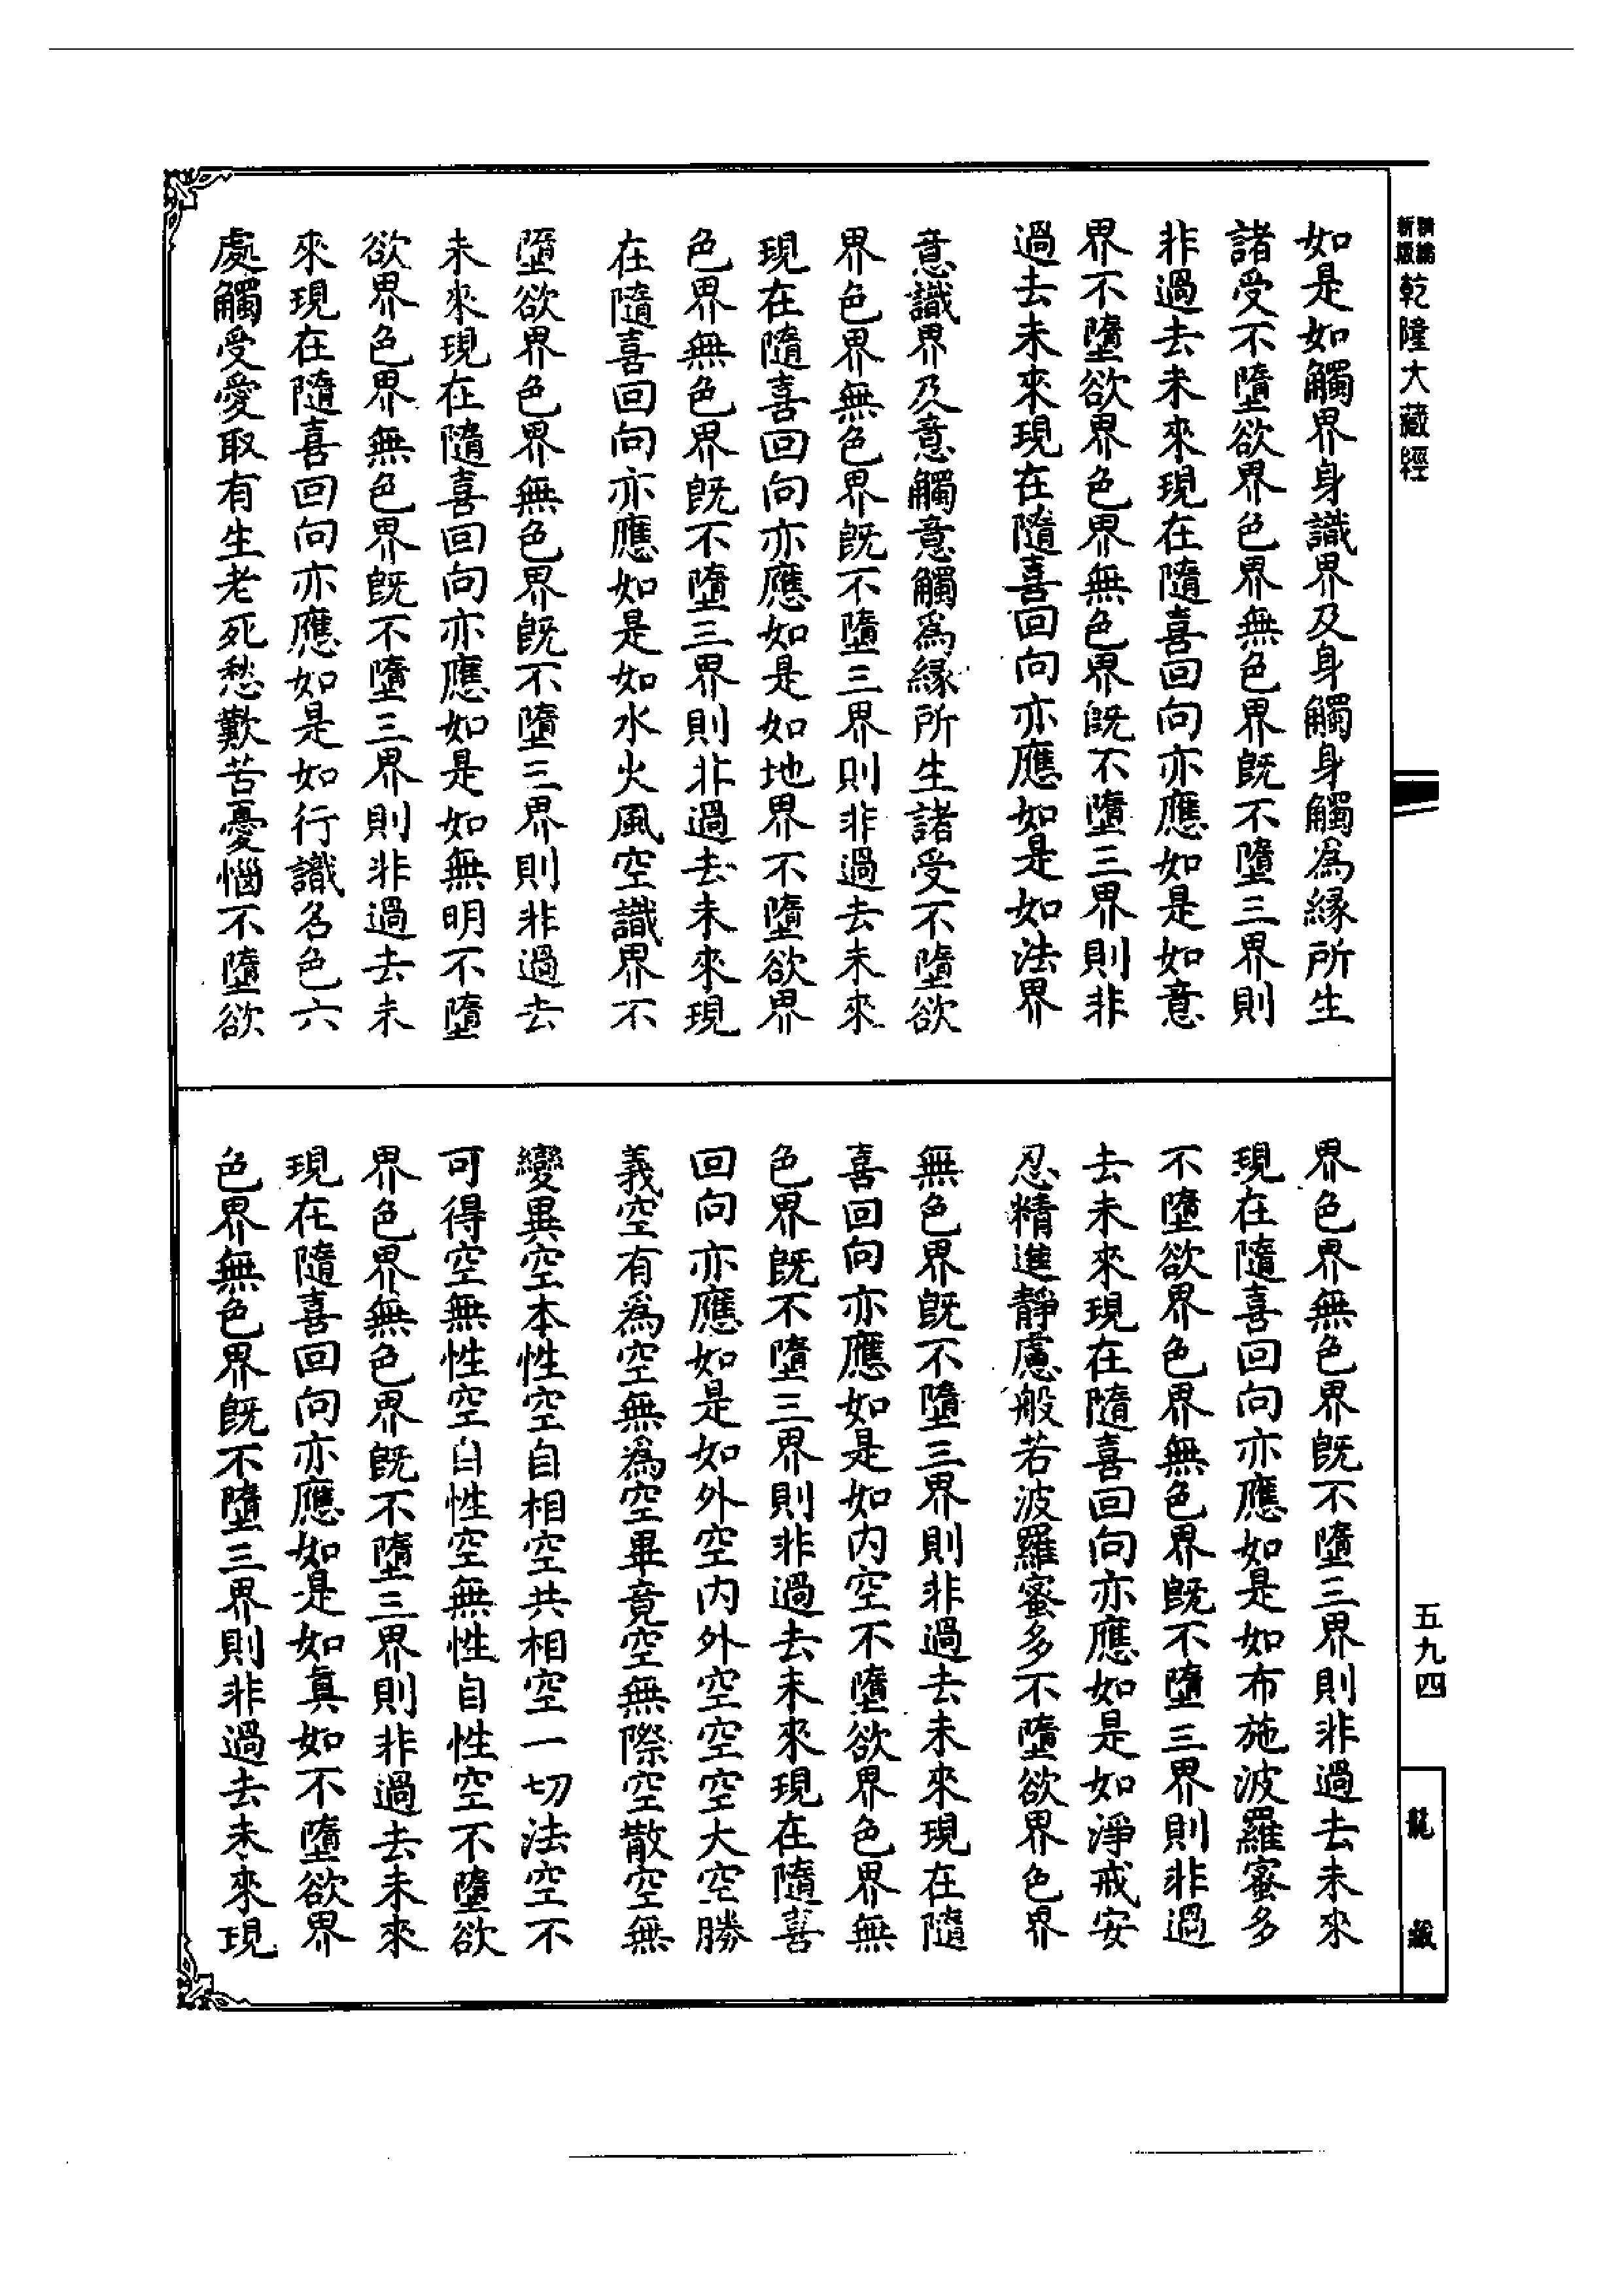 如是如觸界身識界及身觸身觸爲緣所生
諸受不墮欲界色界無色界旣不墮三界則
非過去未來現在隨喜回向亦應如是如意
界不墮欲界色界無色界旣不墮三界則非
過去未來現在隨喜回向亦應如是如法界
意識界及意觸意觸爲緣所生諸受不墮欲
界色界無色界旣不墮三界則非過去未來
現在隨喜回向亦應如是如地界不墮欲界
色界無色界旣不墮三界則非過去未來現
在隨喜回向亦應如是如水火風空識界不
墮欲界色界無色界旣不墮三界則非過去
未來現在隨喜回向亦應如是如無明不墮
欲界色界無色界旣不墮三界則非過去未
來現在隨喜回向亦應如是如行識名色六
處觸受愛取有生老死愁歎苦憂惱不墮欲
界色界無色界旣不墮三界則非過去未來
現在隨喜回向亦應如是如布施波羅蜜多
不墮欲界色界無色界旣不墮三界則非過
去未來現在隨喜回向亦應如是如淨戒安
忍精進靜慮般若波羅蜜多不墮欲界色界
無色界旣不墮三界則非過去未來現在隨
喜回向亦應如是如内空不墮欲界色界無
色界旣不墮三界則非過去未來現在隨喜
回向亦應如是如外空内外空空空大空勝
義空有爲空無爲空畢竟空無際空散空無
變異空本性空自相空共相空一切法空不
可得空無性空自性空無性自性空不墮欲
界色界無色界旣不墮三界則非過去未來
現在隨喜回向亦應如是如眞如不墮欲界
色界無色界旣不墮三界則非過去未來現
精編
新版
乾隆大藏經
五九四
龍藏